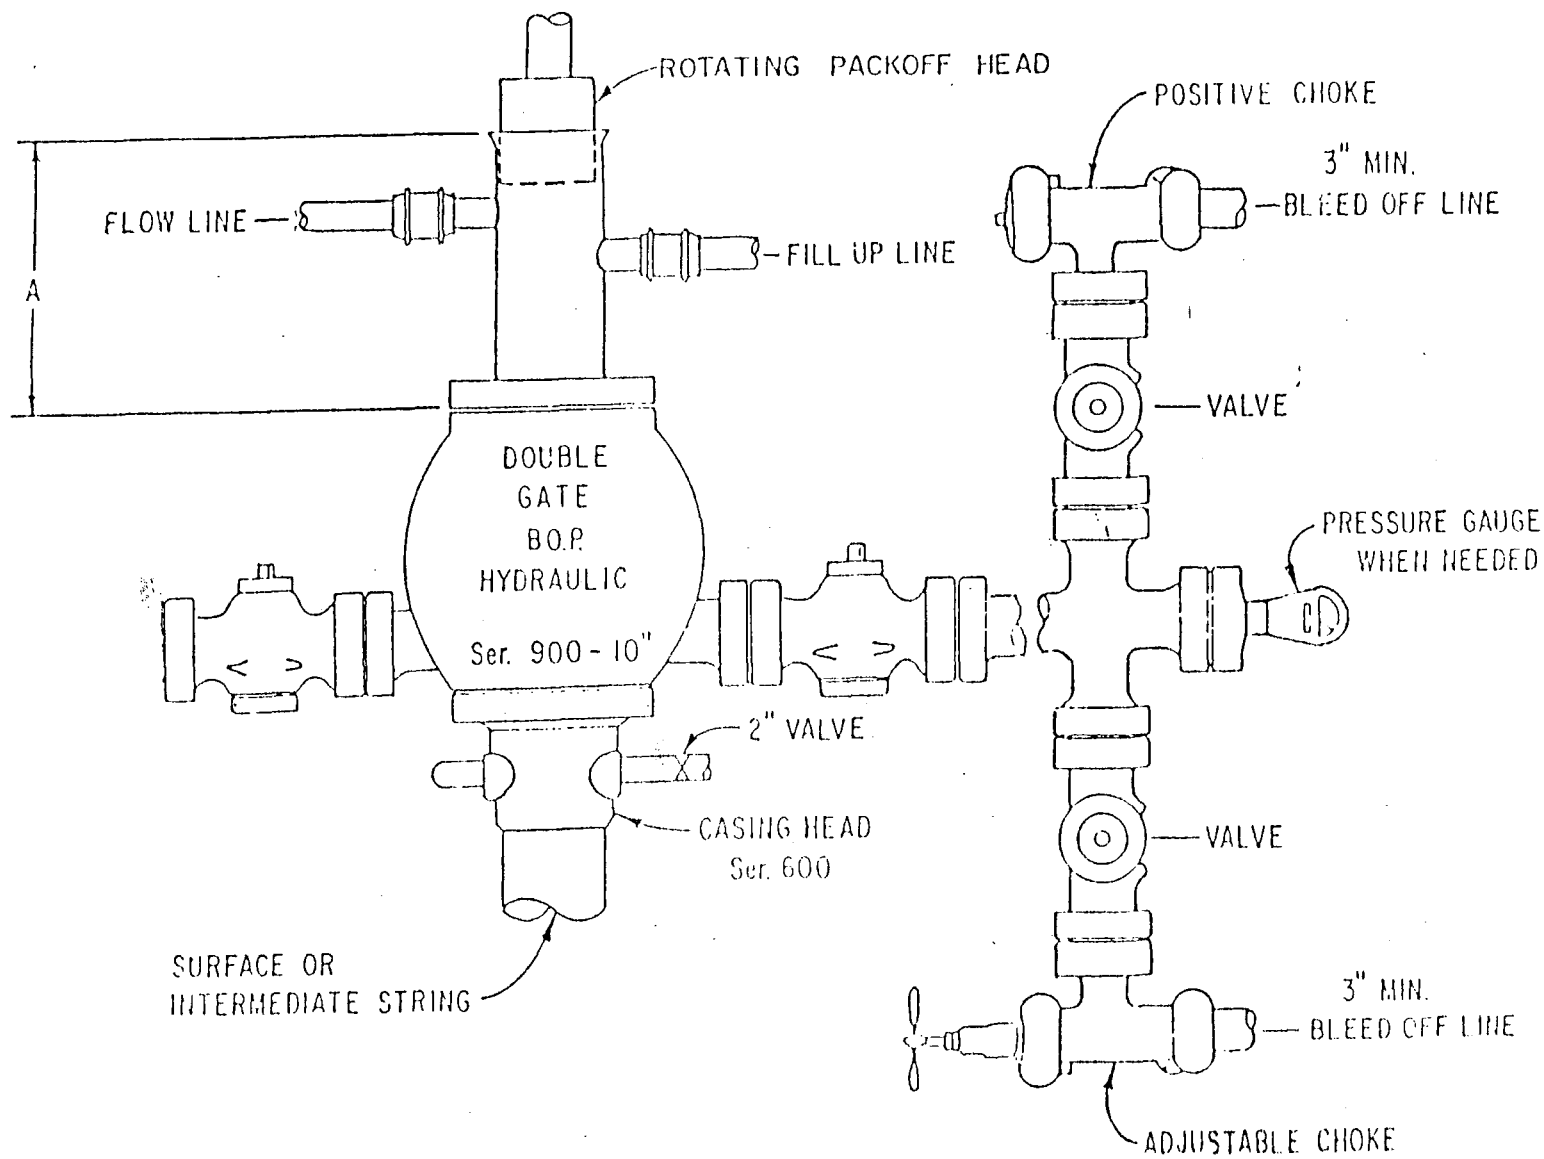 ROTATING PACKOFF HEAD
POSITIVE CHOKE
3" MIN.
BLEED OFF LINE
FLOW LINE
FILL UP LINE
A
VALVE
DOUBLE
GATE
B.O.P.
HYDRAULIC
Ser. 900-10"
PRESSURE GAUGE
WHEN NEEDED
2" VALVE
CASING HEAD
Ser. 600
VALVE
SURFACE OR
INTERMEDIATE STRING
3" MIN.
BLEED OFF LINE
ADJUSTABLE CHOKE